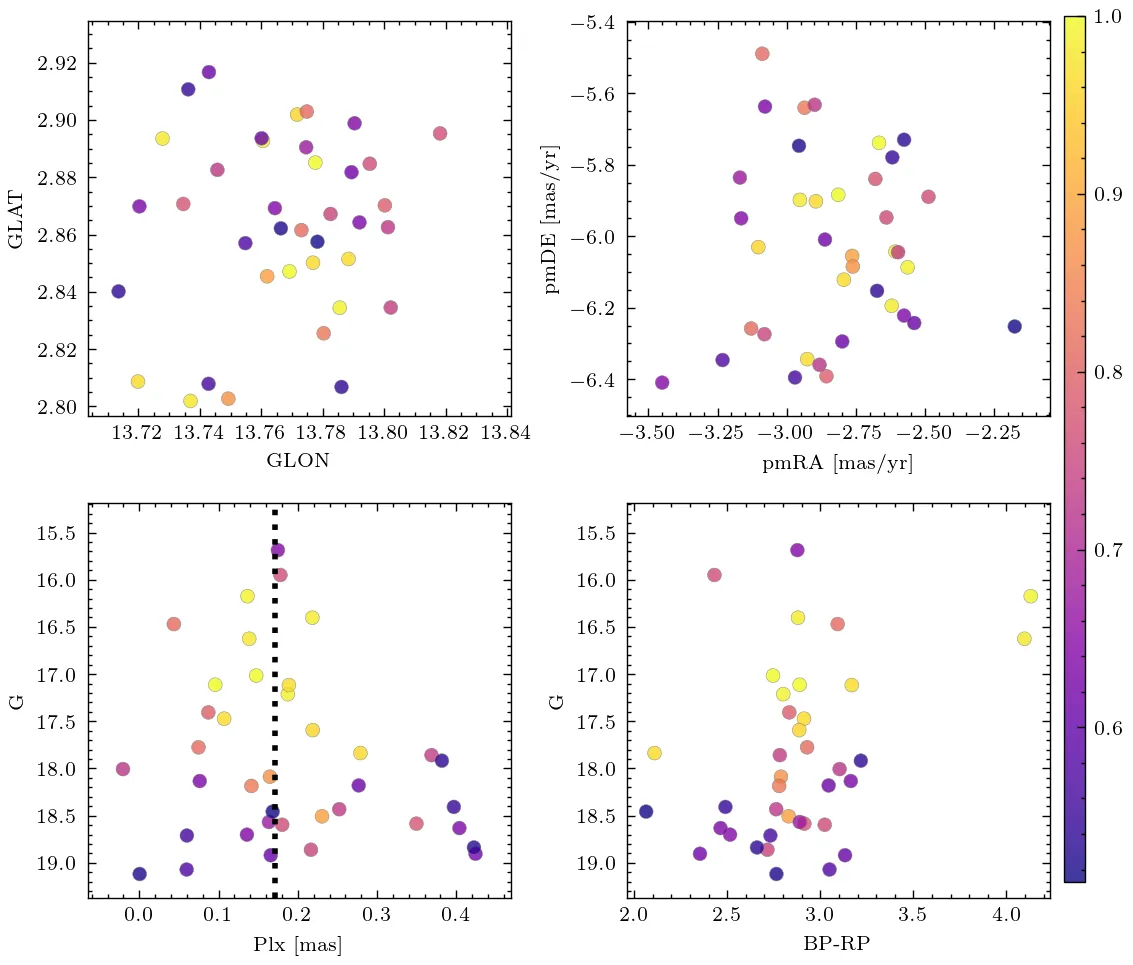 2.92
2.90
2.88
2.86
2.84
2.82
2.80
GLAT
13.72 13.74 13.76 13.78 13.80 13.82 13.84
GLON
−5.4
−5.6
−5.8
−6.0
−6.2
−6.4
pmDE [mas/yr]
−3.50 −3.25 −3.00 −2.75 −2.50 −2.25
pmRA [mas/yr]
1.0
0.9
0.8
0.7
0.6
15.5
16.0
16.5
17.0
17.5
18.0
18.5
19.0
G
0.0 0.1 0.2 0.3 0.4
Plx [mas]
15.5
16.0
16.5
17.0
17.5
18.0
18.5
19.0
G
2.0 2.5 3.0 3.5 4.0
BP-RP